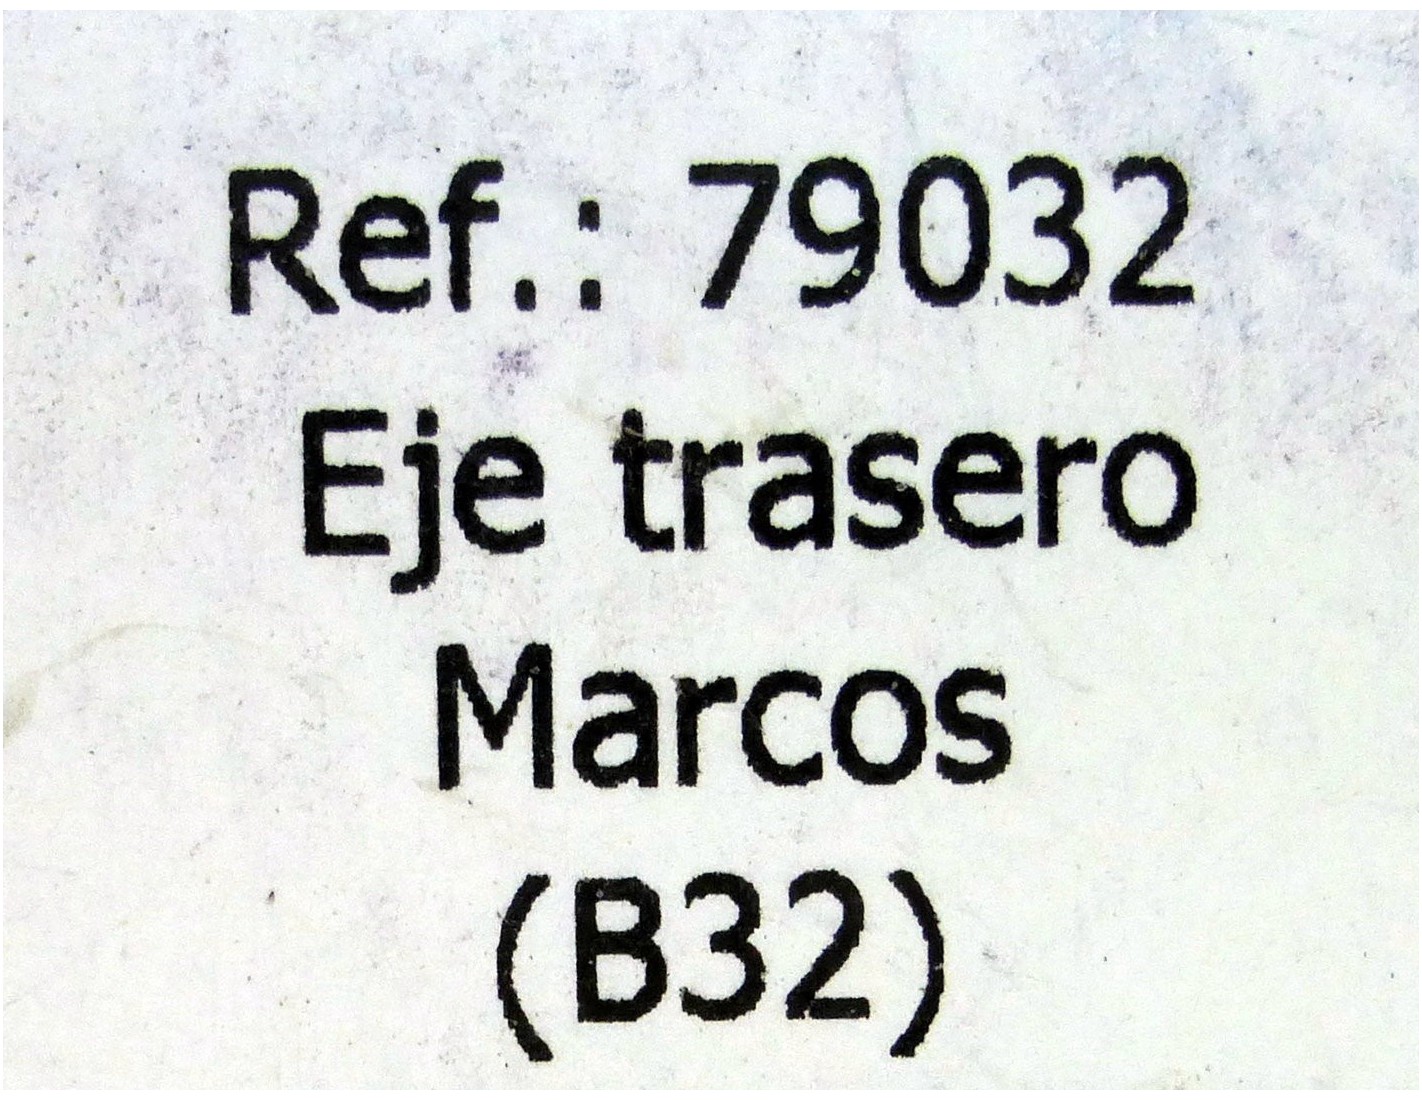 Ref.: 79032
Eje trasero
Marcos
(B32)